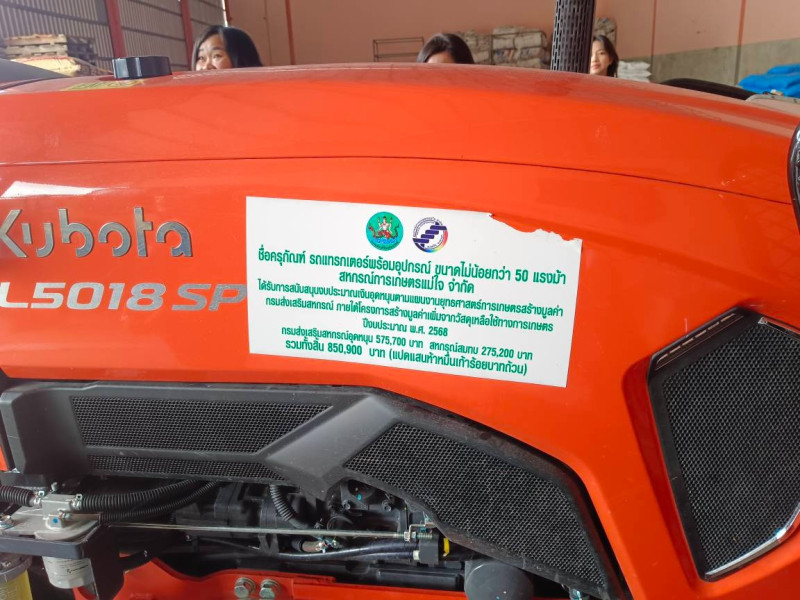 Kubota
L5018 SP
ชื่อครุภัณฑ์ รถแทรกเตอร์พร้อมอุปกรณ์ ขนาดไม่น้อยกว่า 50 แรงม้า
สหกรณ์การเกษตรแม่ใจ จำกัด
ได้รับการสนับสนุนงบประมาณเงินอุดหนุนตามแผนงานยุทธศาสตร์การเกษตรสร้างมูลค่า
กรมส่งเสริมสหกรณ์ ภายใต้โครงการสร้างมูลค่าเพิ่มจากวัสดุเหลือใช้ทางการเกษตร
ปีงบประมาณ พ.ศ. 2568
กรมส่งเสริมสหกรณ์อุดหนุน 575,700 บาท สหกรณ์สมทบ 275,200 บาท
รวมทั้งสิ้น 850,900 บาท (แปดแสนห้าหมื่นเก้าร้อยบาทถ้วน)